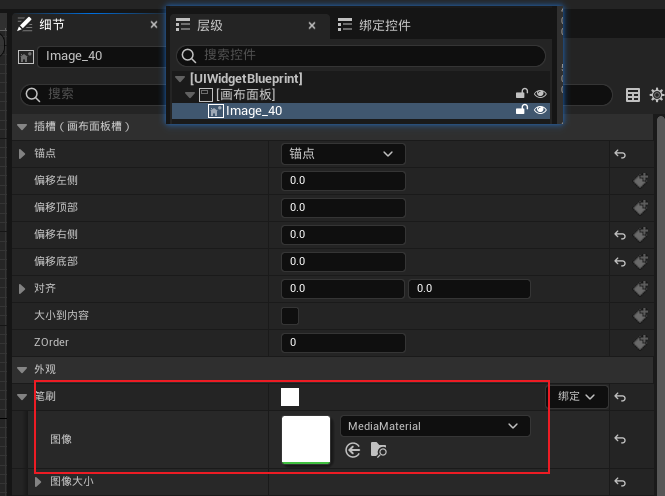 细节
Image_40
搜索
层级
绑定控件
搜索控件
[UIWidgetBlueprint]
[画布面板]
Image_40
插槽（画布面板槽）
锚点
锚点
偏移左侧
0.0
偏移顶部
0.0
偏移右侧
0.0
偏移底部
0.0
对齐
0.0
0.0
大小到内容
ZOrder
0
外观
笔刷
绑定
图像
MediaMaterial
图像大小